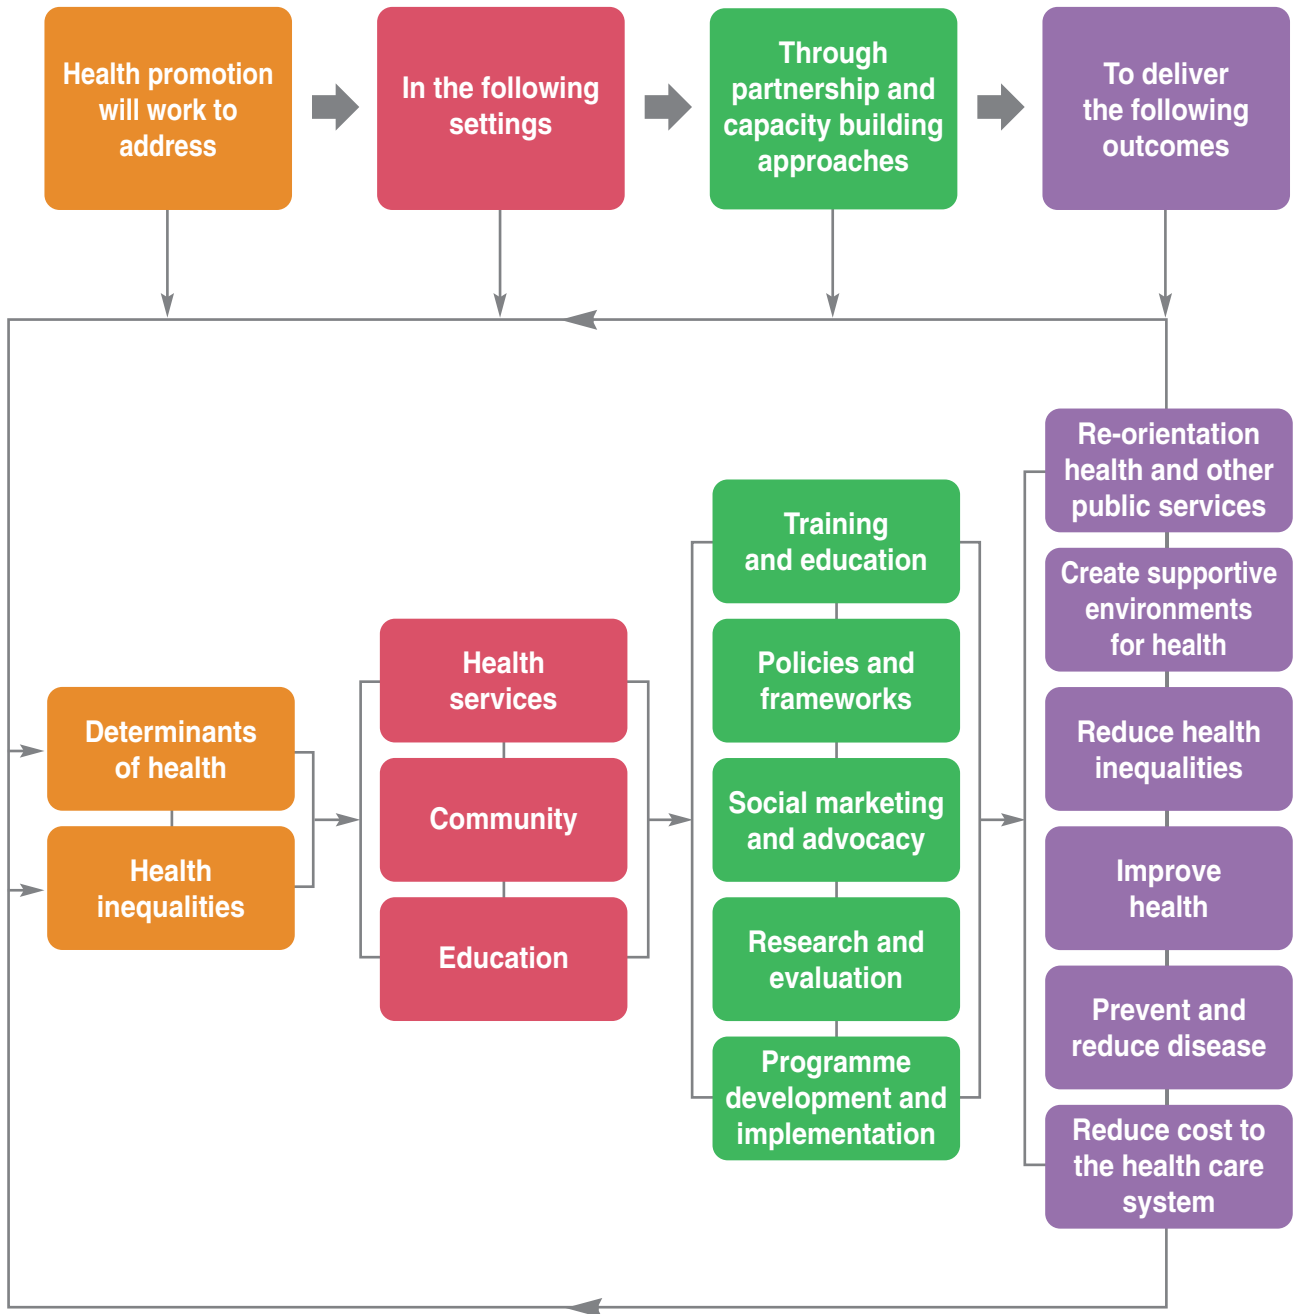 Health promotion
will work to
address
In the following
settings
Through
partnership and
capacity building
approaches
To deliver
the following
outcomes
Determinants
of health
Health
inequalities
Health
services
Community
Education
Training
and education
Policies and
frameworks
Social marketing
and advocacy
Research and
evaluation
Programme
development and
implementation
Re-orientation
health and other
public services
Create supportive
environments
for health
Reduce health
inequalities
Improve
health
Prevent and
reduce disease
Reduce cost to
the health care
system